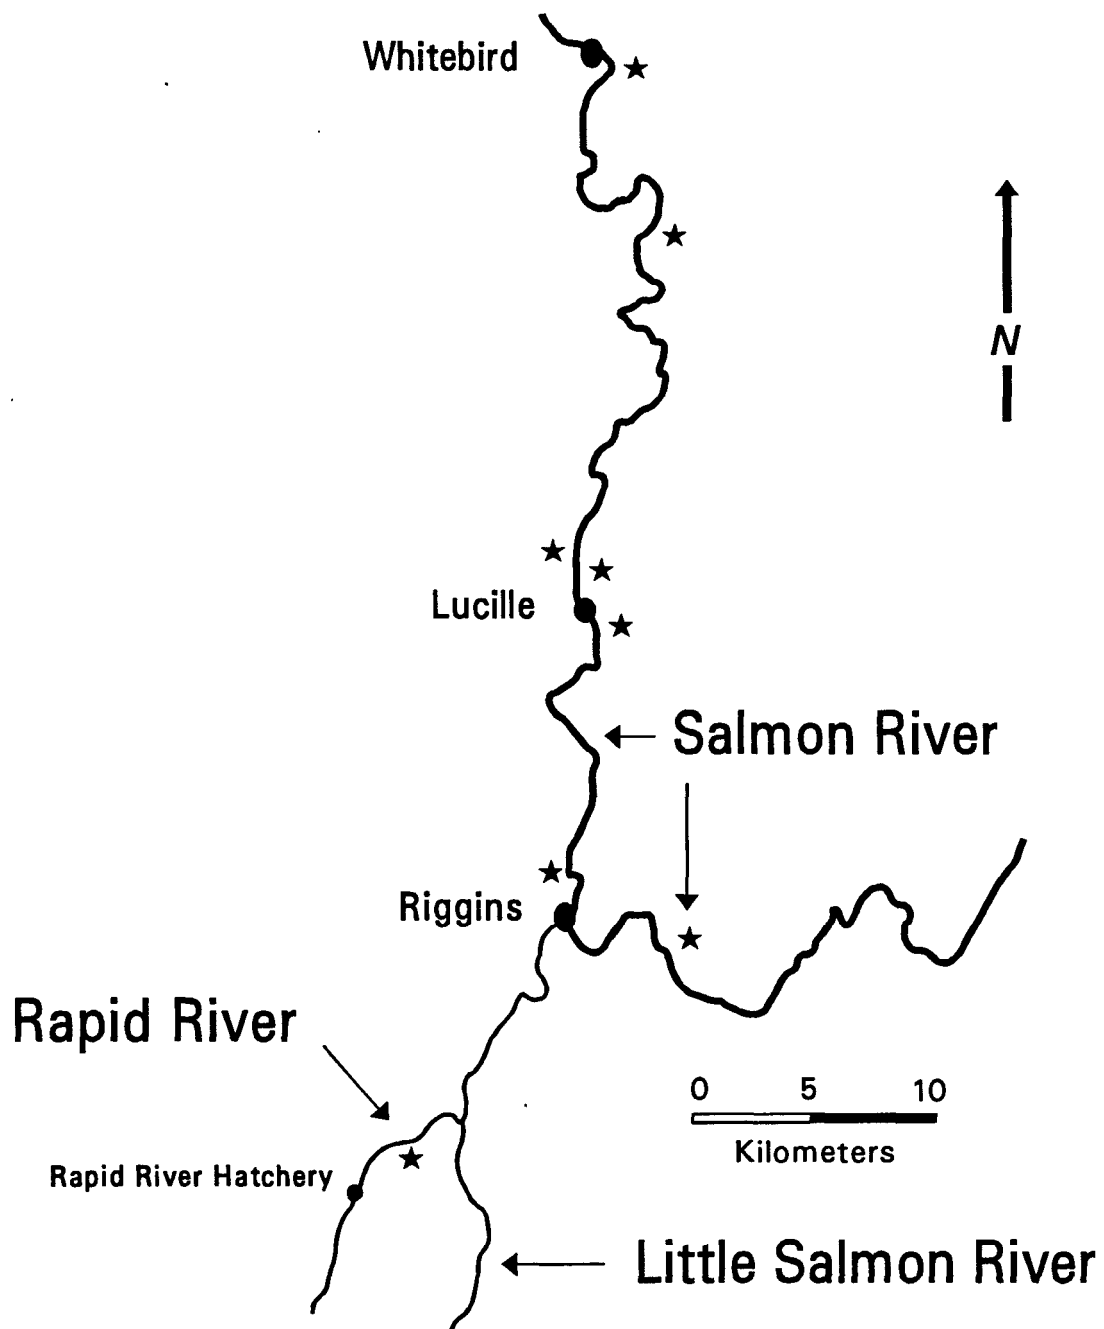 Whitebird
N
Lucille
Salmon River
Riggins
Rapid River
0 5 10
Kilometers
Rapid River Hatchery
Little Salmon River